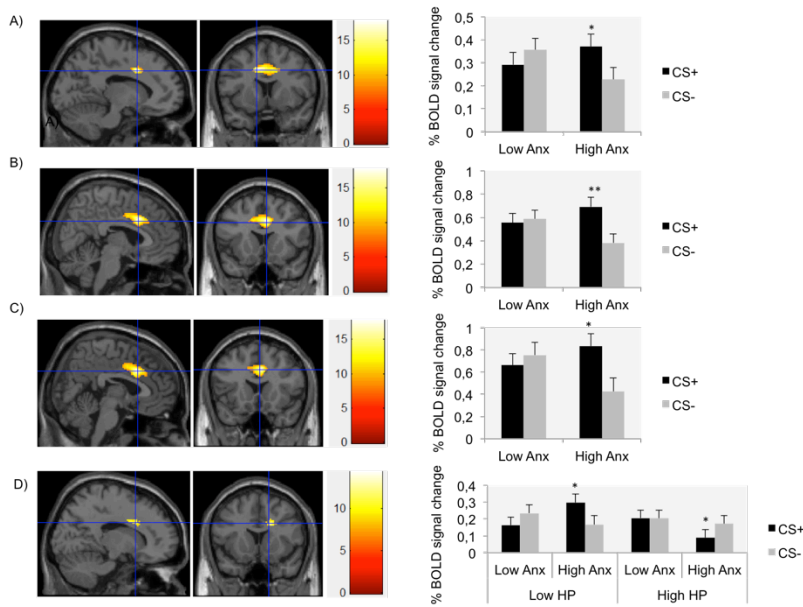 A)
A)
15
10
5
0
% BOLD signal change
0,5
0,4
0,3
0,2
0,1
0
*
Low Anx
High Anx
CS+
CS-
B)
15
10
5
0
% BOLD signal change
1
0,8
0,6
0,4
0,2
0
**
Low Anx
High Anx
CS+
CS-
C)
15
10
5
0
% BOLD signal change
1
0,8
0,6
0,4
0,2
0
*
Low Anx
High Anx
CS+
CS-
D)
10
5
0
% BOLD signal change
0,4
0,3
0,2
0,1
0
*
*
Low Anx
High Anx
Low Anx
High Anx
Low HP
High HP
CS+
CS-